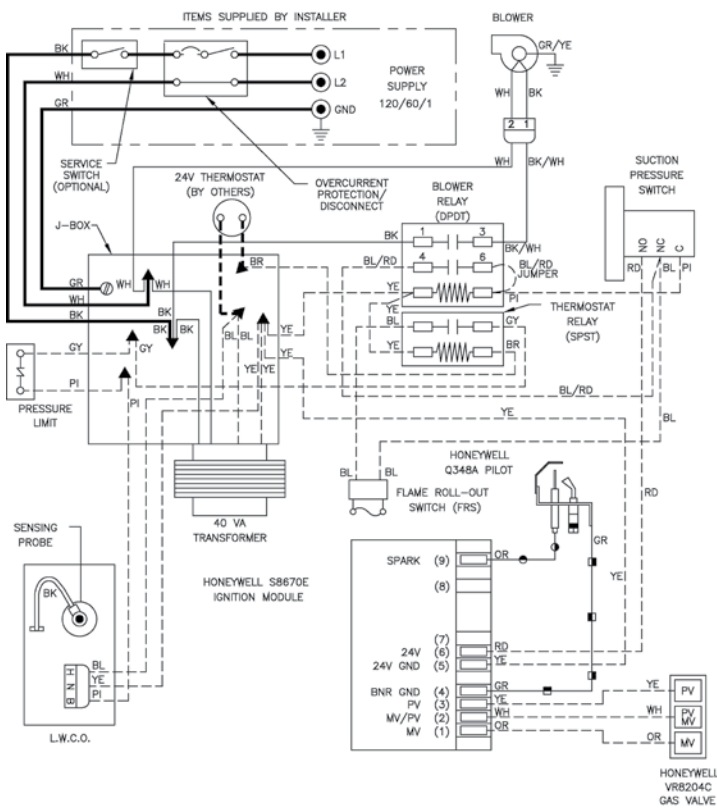 ITEMS SUPPLIED BY INSTALLER
BLOWER
BK
L1
GR/YE
WH
L2
POWER
SUPPLY
120/60/1
GR
GND
WH
BK
2 1
SERVICE
SWITCH
(OPTIONAL)
24V THERMOSTAT
(BY OTHERS)
OVERCURRENT
PROTECTION/
DISCONNECT
WH
BK/WH
BLOWER
RELAY
(DPDT)
SUCTION
PRESSURE
SWITCH
J-BOX
BK
1
3
BK/WH
NO
NC
C
BR
BL/RD
4
6
BL/RD
JUMPER
RD
BL
PI
GR
WH
WH
YE
PI
WH
BK
BK
BK
BL
BL
YE
YE
BL
GY
THERMOSTAT
RELAY
(SPST)
GY
GY
YE
YE
YE
BR
PI
PI
BL/RD
PRESSURE
LIMIT
YE
BL
HONEYWELL
Q348A PILOT
BL
BL
FLAME ROLL-OUT
SWITCH (FRS)
RD
SENSING
PROBE
40 VA
TRANSFORMER
GR
SPARK (9)
OR
HONEYWELL S8670E
IGNITION MODULE
(8)
YE
BK
(7)
24V (6)
RD
24V GND (5)
YE
H
BL
N
YE
B
PI
BNR GND (4)
GR
PV (3)
YE
YE
PV
MV/PV (2)
WH
WH
PV
MV
MV (1)
OR
OR
MV
L.W.C.O.
HONEYWELL
VR8204C
GAS VALVE